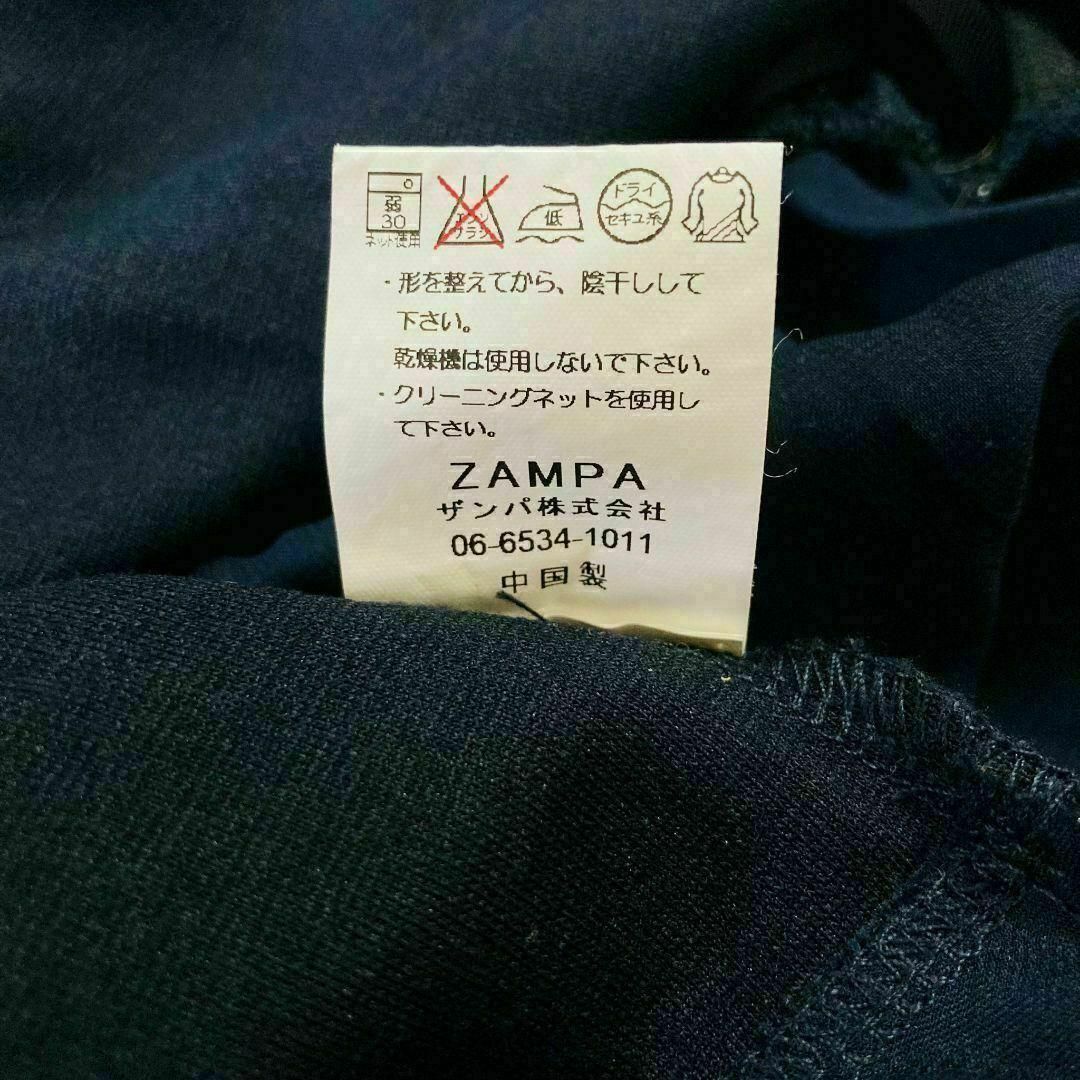 弱
30
ネット使用
エンソ
サラシ
低
ドライ
セキユ系
・形を整えてから、陰干しして
下さい。
乾燥機は使用しないで下さい。
・クリーニングネットを使用し
て下さい。
ZAMPA
ザンパ株式会社
06-6534-1011
中国製